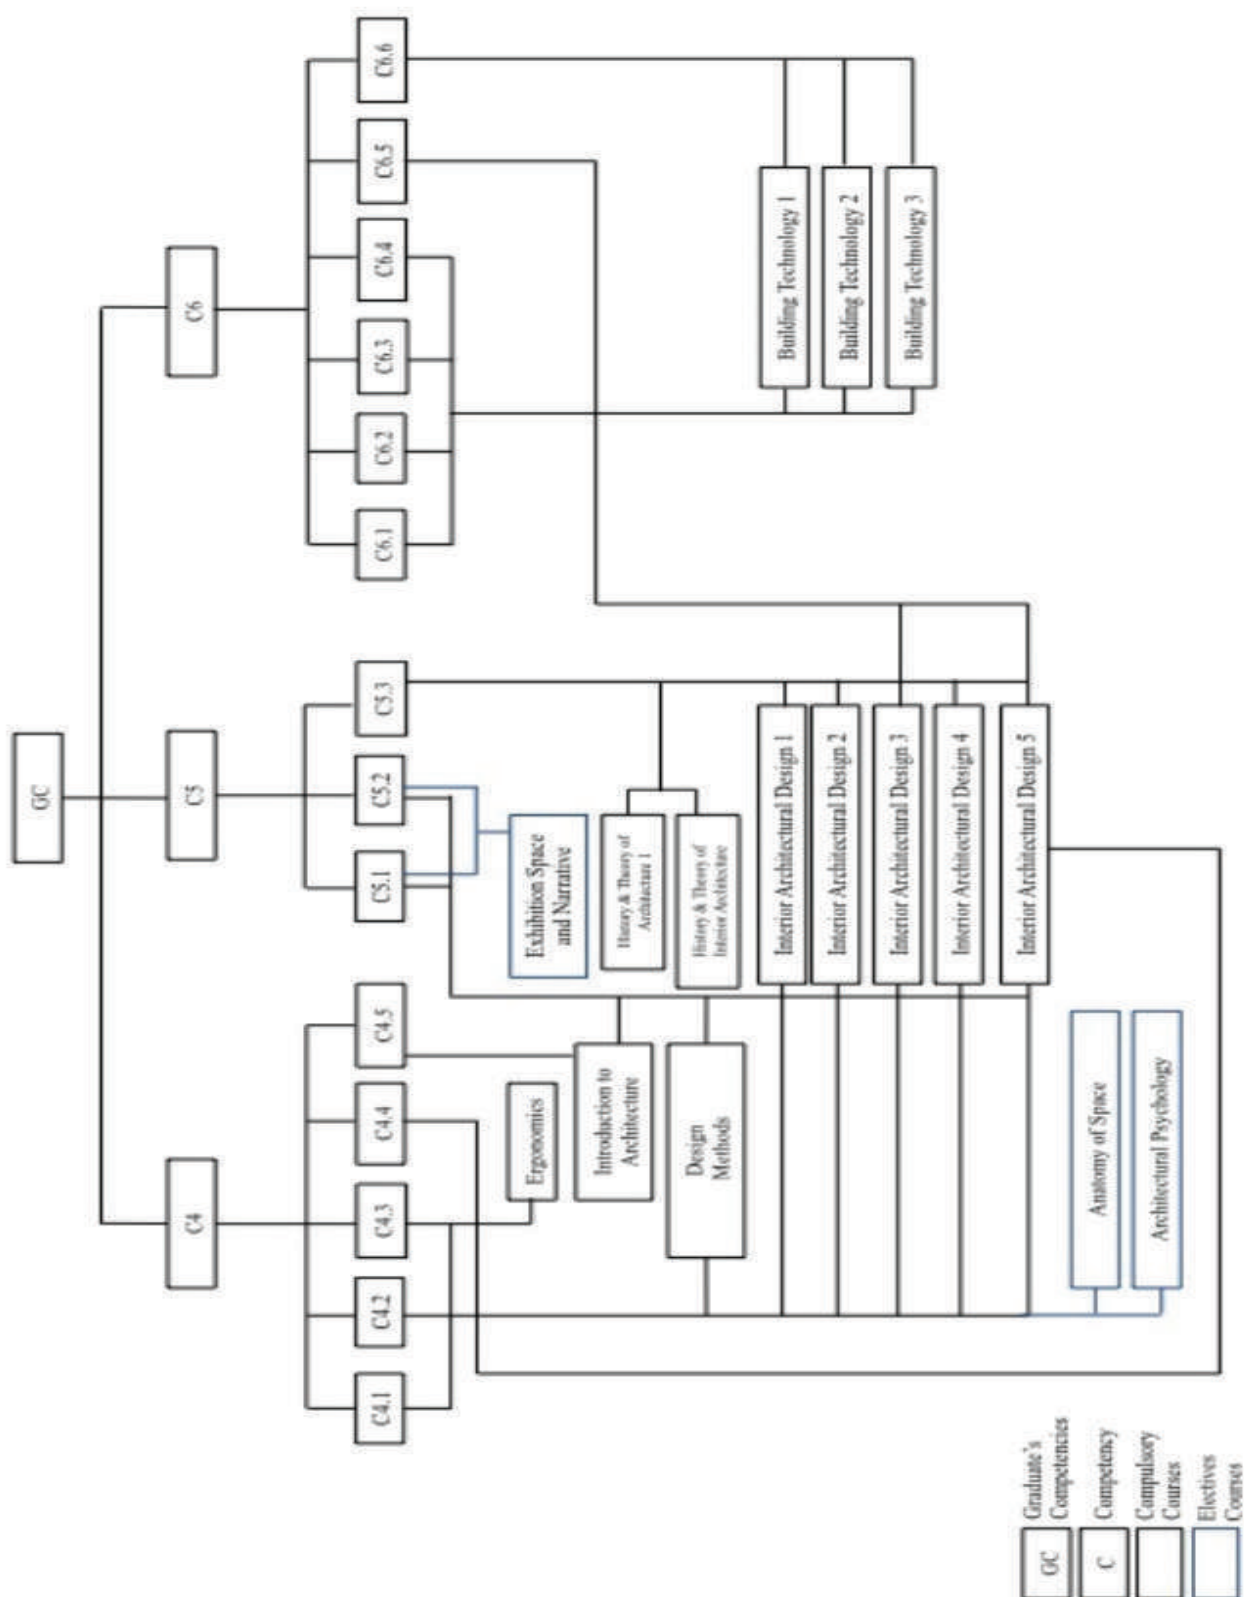 GC
C4
C5
C6
C4.1
C4.2
C4.3
C4.4
C4.5
C5.1
C5.2
C5.3
C6.1
C6.2
C6.3
C6.4
C6.5
C6.6
Ergonomics
Introduction to
Architecture
Design
Methods
Exhibition Space
and Narrative
History & Theory of
Architecture 1
History & Theory of
Interior Architecture
Interior Architectural Design 1
Interior Architectural Design 2
Interior Architectural Design 3
Interior Architectural Design 4
Interior Architectural Design 5
Building Technology 1
Building Technology 2
Building Technology 3
Anatomy of Space
Architectural Psychology
GC
Graduate's
Competencies
C
Competency
Compulsory
Courses
Electives
Courses